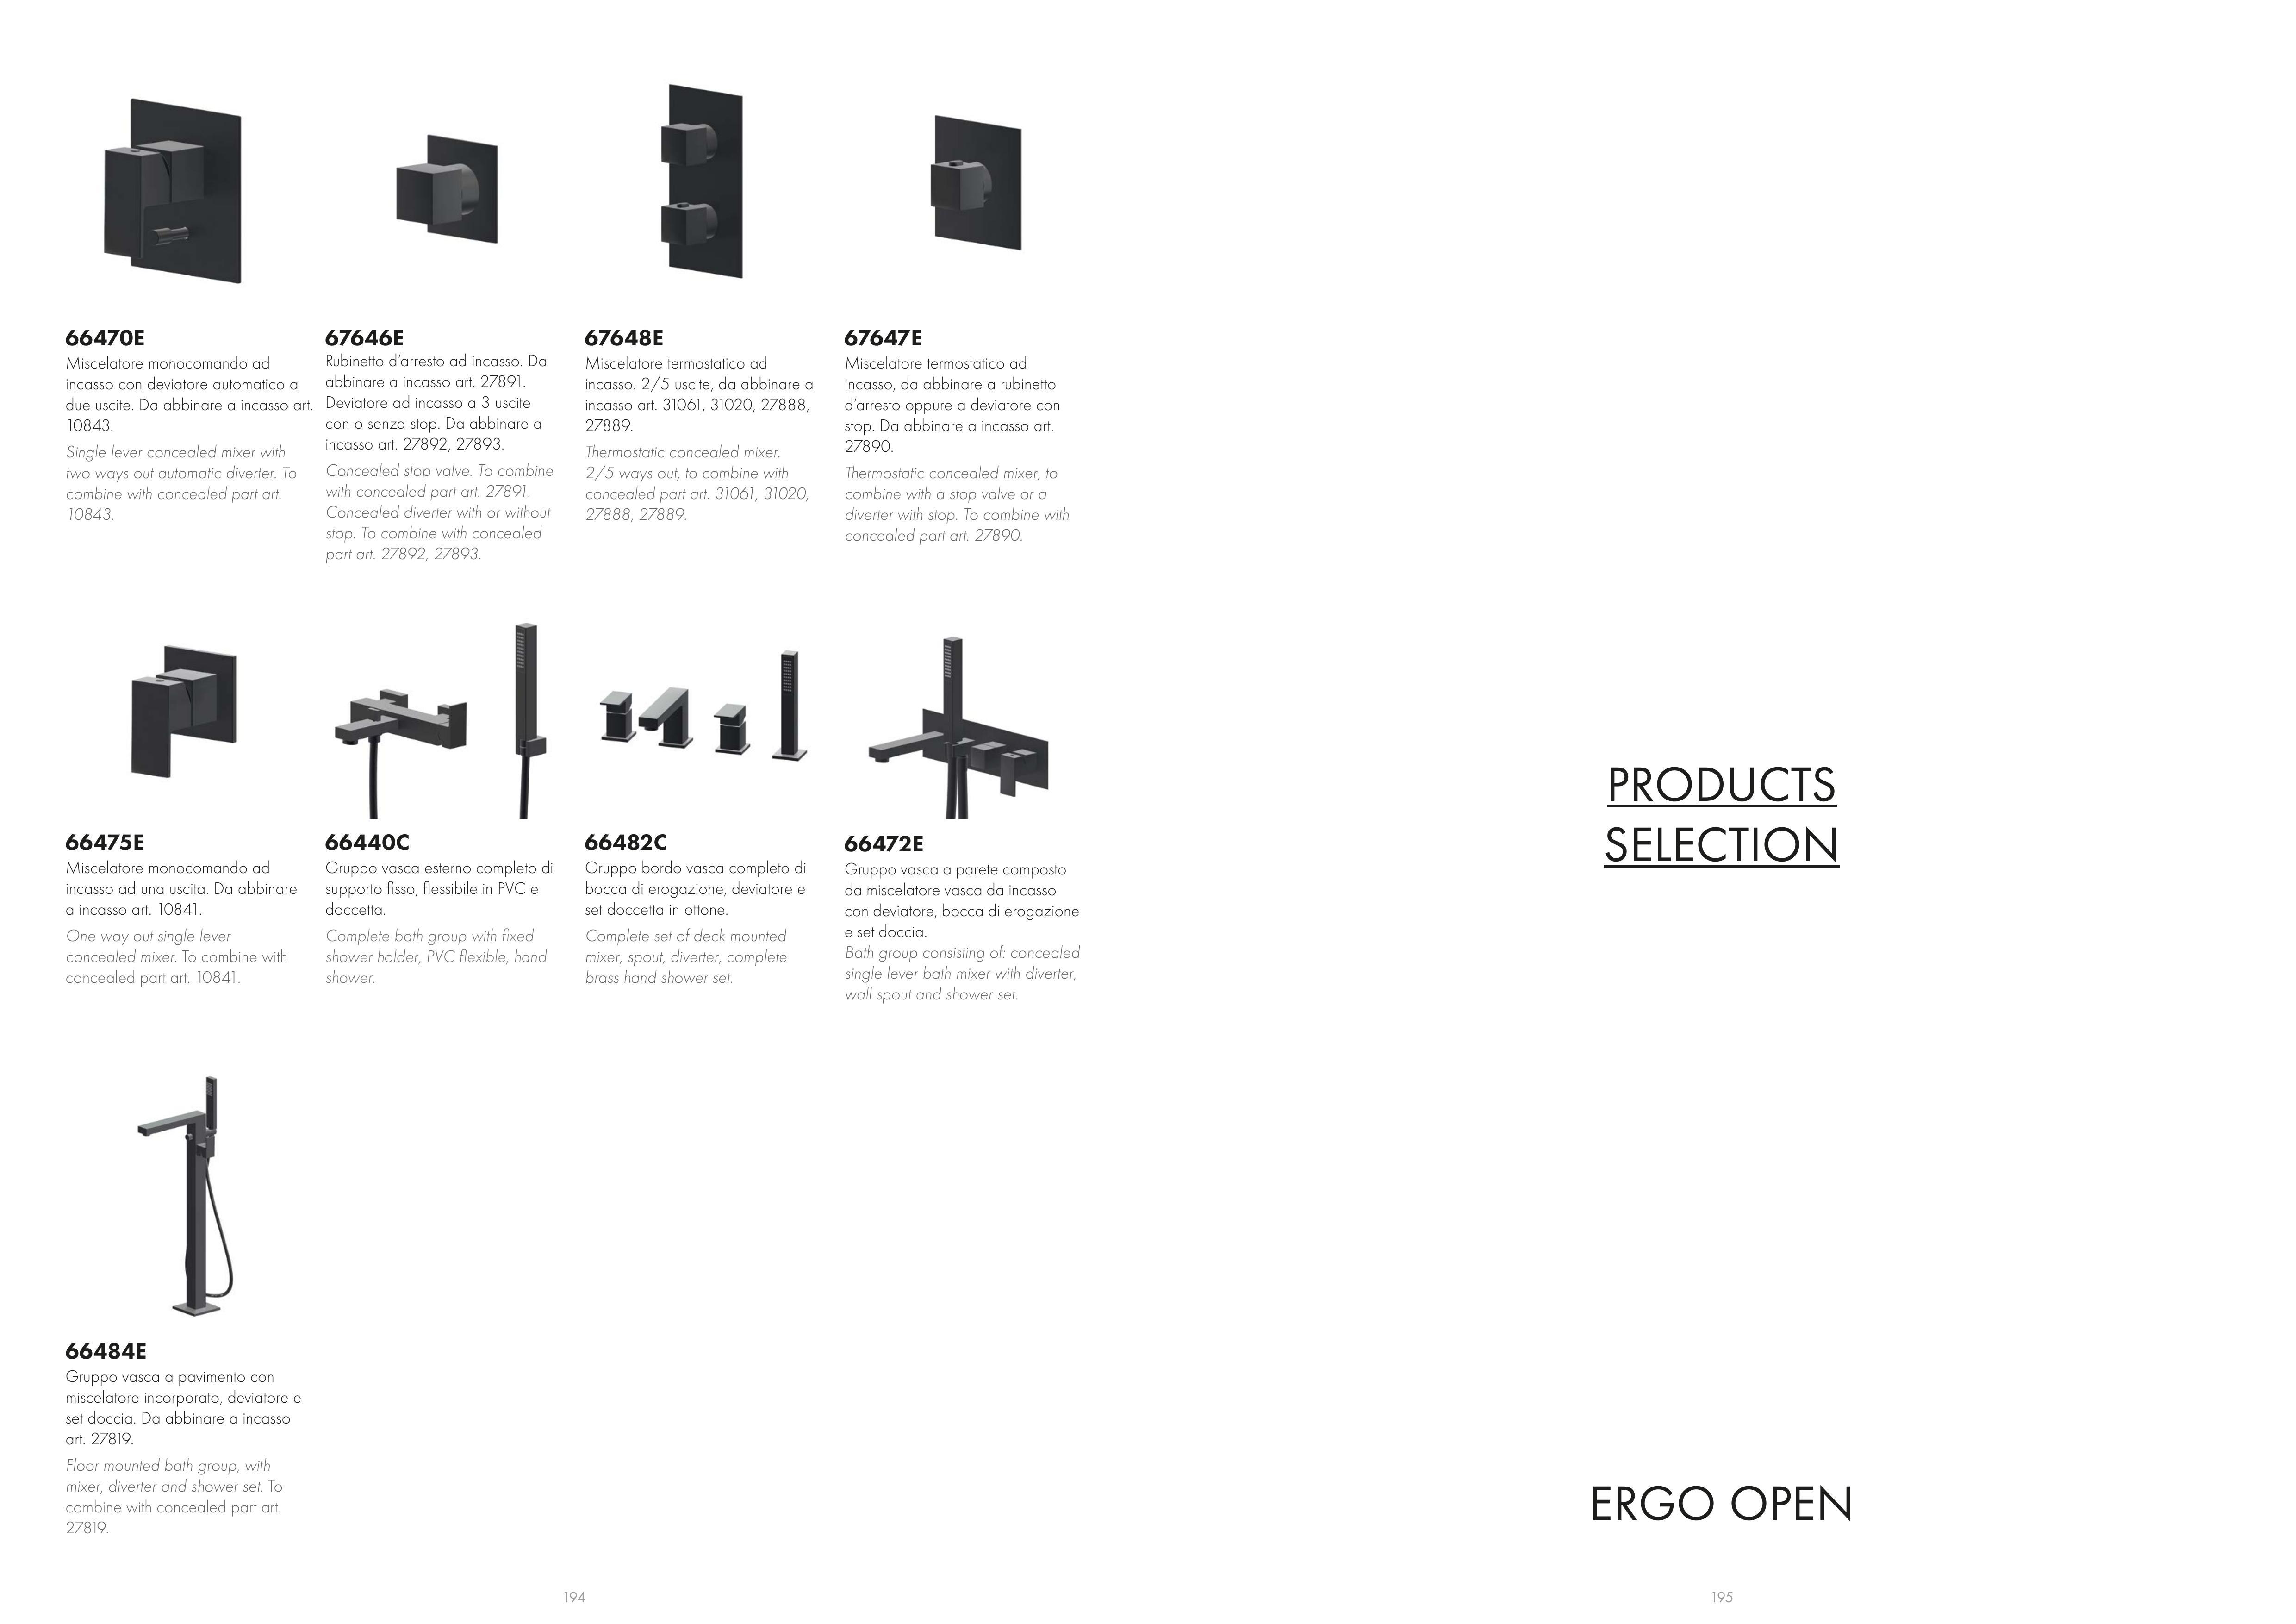 66470E
Miscelatore monocomando ad
incasso con deviatore automatico a
due uscite. Da abbinare a incasso art.
10843.
Single lever concealed mixer with
two ways out automatic diverter. To
combine with concealed part art.
10843.
67646E
Rubinetto d’arresto ad incasso. Da
abbinare a incasso art. 27891.
Deviatore ad incasso a 3 uscite
con o senza stop. Da abbinare a
incasso art. 27892, 27893.
Concealed stop valve. To combine
with concealed part art. 27891.
Concealed diverter with or without
stop. To combine with concealed
part art. 27892, 27893.
67648E
Miscelatore termostatico ad
incasso. 2/5 uscite, da abbinare a
incasso art. 31061, 31020, 27888,
27889.
Thermostatic concealed mixer.
2/5 ways out, to combine with
concealed part art. 31061, 31020,
27888, 27889.
67647E
Miscelatore termostatico ad
incasso, da abbinare a rubinetto
d’arresto oppure a deviatore con
stop. Da abbinare a incasso art.
27890.
Thermostatic concealed mixer, to
combine with a stop valve or a
diverter with stop. To combine with
concealed part art. 27890.
66475E
Miscelatore monocomando ad
incasso ad una uscita. Da abbinare
a incasso art. 10841.
One way out single lever
concealed mixer. To combine with
concealed part art. 10841.
66440C
Gruppo vasca esterno completo di
supporto fisso, flessibile in PVC e
doccetta.
Complete bath group with fixed
shower holder, PVC flexible, hand
shower.
66482C
Gruppo bordo vasca completo di
bocca di erogazione, deviatore e
set doccetta in ottone.
Complete set of deck mounted
mixer, spout, diverter, complete
brass hand shower set.
66472E
Gruppo vasca a parete composto
da miscelatore vasca da incasso
con deviatore, bocca di erogazione
e set doccia.
Bath group consisting of: concealed
single lever bath mixer with diverter,
wall spout and shower set.
66484E
Gruppo vasca a pavimento con
miscelatore incorporato, deviatore e
set doccia. Da abbinare a incasso
art. 27819.
Floor mounted bath group, with
mixer, diverter and shower set. To
combine with concealed part art.
27819.
194
PRODUCTS
SELECTION
ERGO OPEN
195